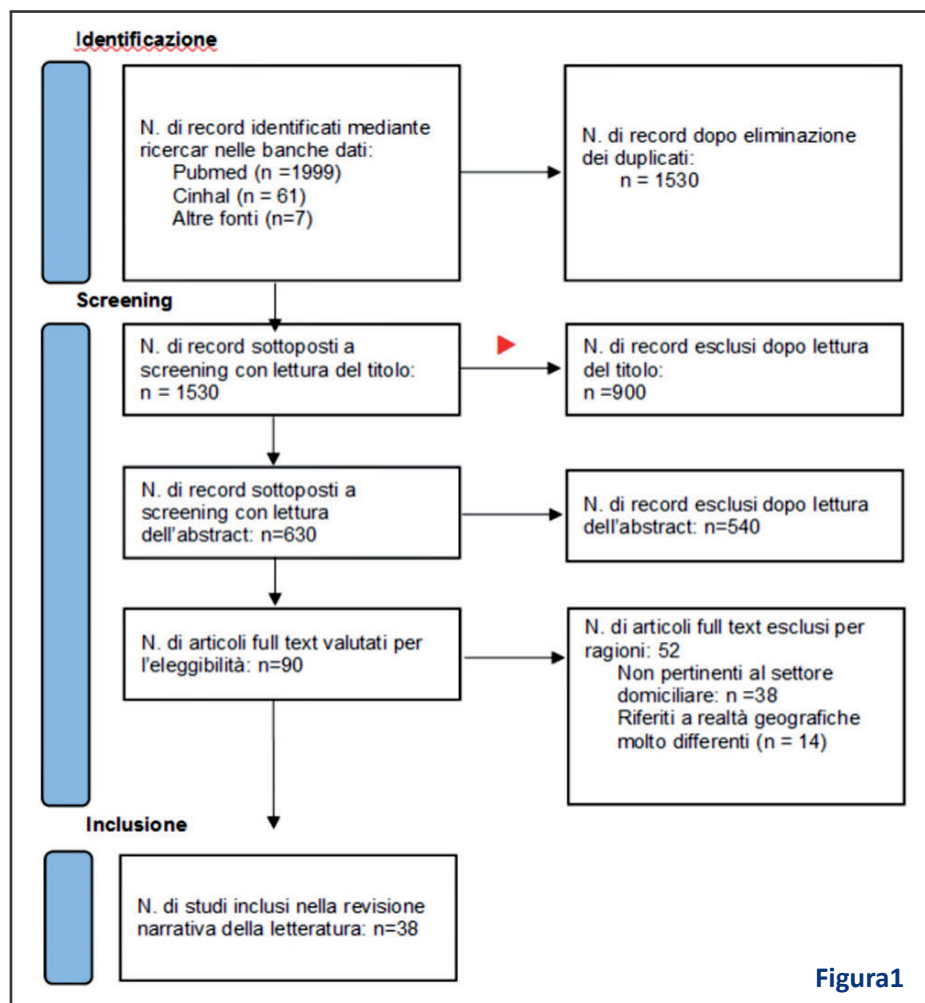 Identificazione
N. di record identificati mediante
ricercar nelle banche dati:
Pubmed (n =1999)
Cinhal (n = 61)
Altre fonti (n=7)
N. di record dopo eliminazione
dei duplicati:
n = 1530
Screening
N. di record sottoposti a
screening con lettura del titolo:
n = 1530
N. di record esclusi dopo lettura
del titolo:
n =900
N. di record sottoposti a
screening con lettura
dell'abstract: n=630
N. di record esclusi dopo lettura
dell'abstract: n=540
N. di articoli full text valutati per
l'eleggibilità: n=90
N. di articoli full text esclusi per
ragioni: 52
Non pertinenti al settore
domiciliare: n =38
Riferiti a realtà geografiche
molto differenti (n = 14)
Inclusione
N. di studi inclusi nella revisione
narrativa della letteratura: n=38
Figura1